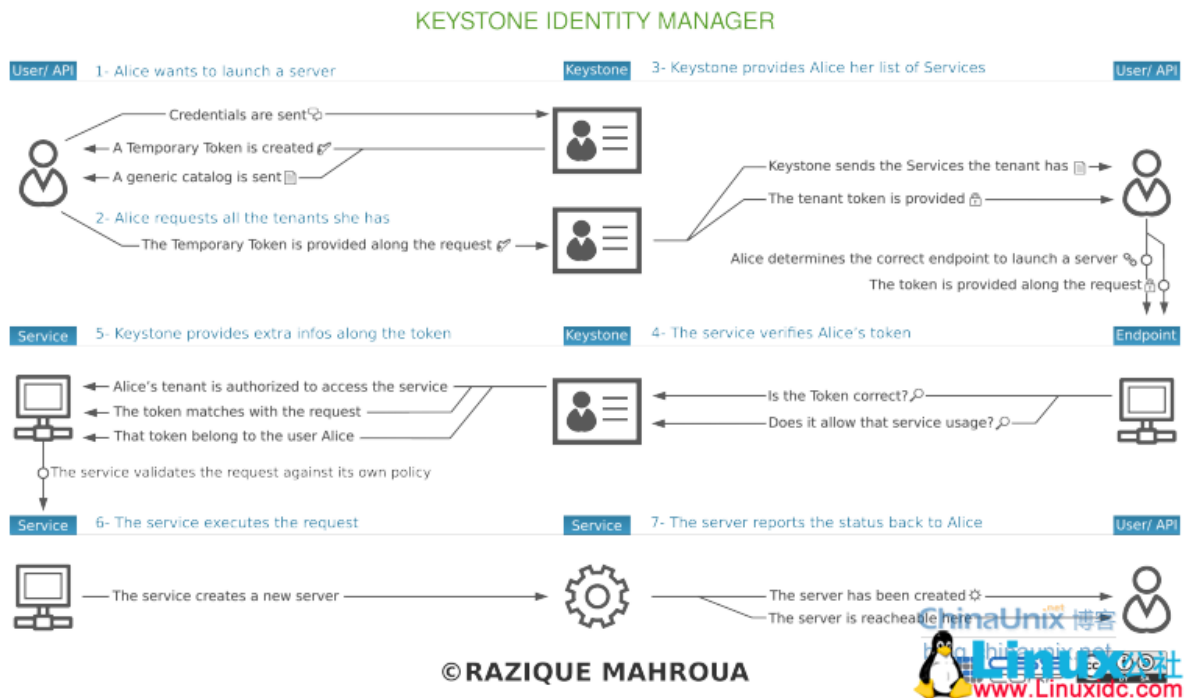 KEYSTONE IDENTITY MANAGER
User/ API
1- Alice wants to launch a server
Keystone
3- Keystone provides Alice her list of Services
User/ API
Credentials are sent
A Temporary Token is created
A generic catalog is sent
2- Alice requests all the tenants she has
The Temporary Token is provided along the request
Keystone sends the Services the tenant has
The tenant token is provided
Alice determines the correct endpoint to launch a server
The token is provided along the request
Service
5- Keystone provides extra infos along the token
Keystone
4- The service verifies Alice's token
Endpoint
Alice's tenant is authorized to access the service
The token matches with the request
That token belong to the user Alice
Is the Token correct?
Does it allow that service usage?
The service validates the request against its own policy
Service
6- The service executes the request
Service
7- The server reports the status back to Alice
User/ API
The service creates a new server
The server has been created
The server is reacheable here
©RAZIQUE MAHROUA
ChinaUnix.net 博客
blog.chinaunix.net
Linux
www.Linuxidc.com